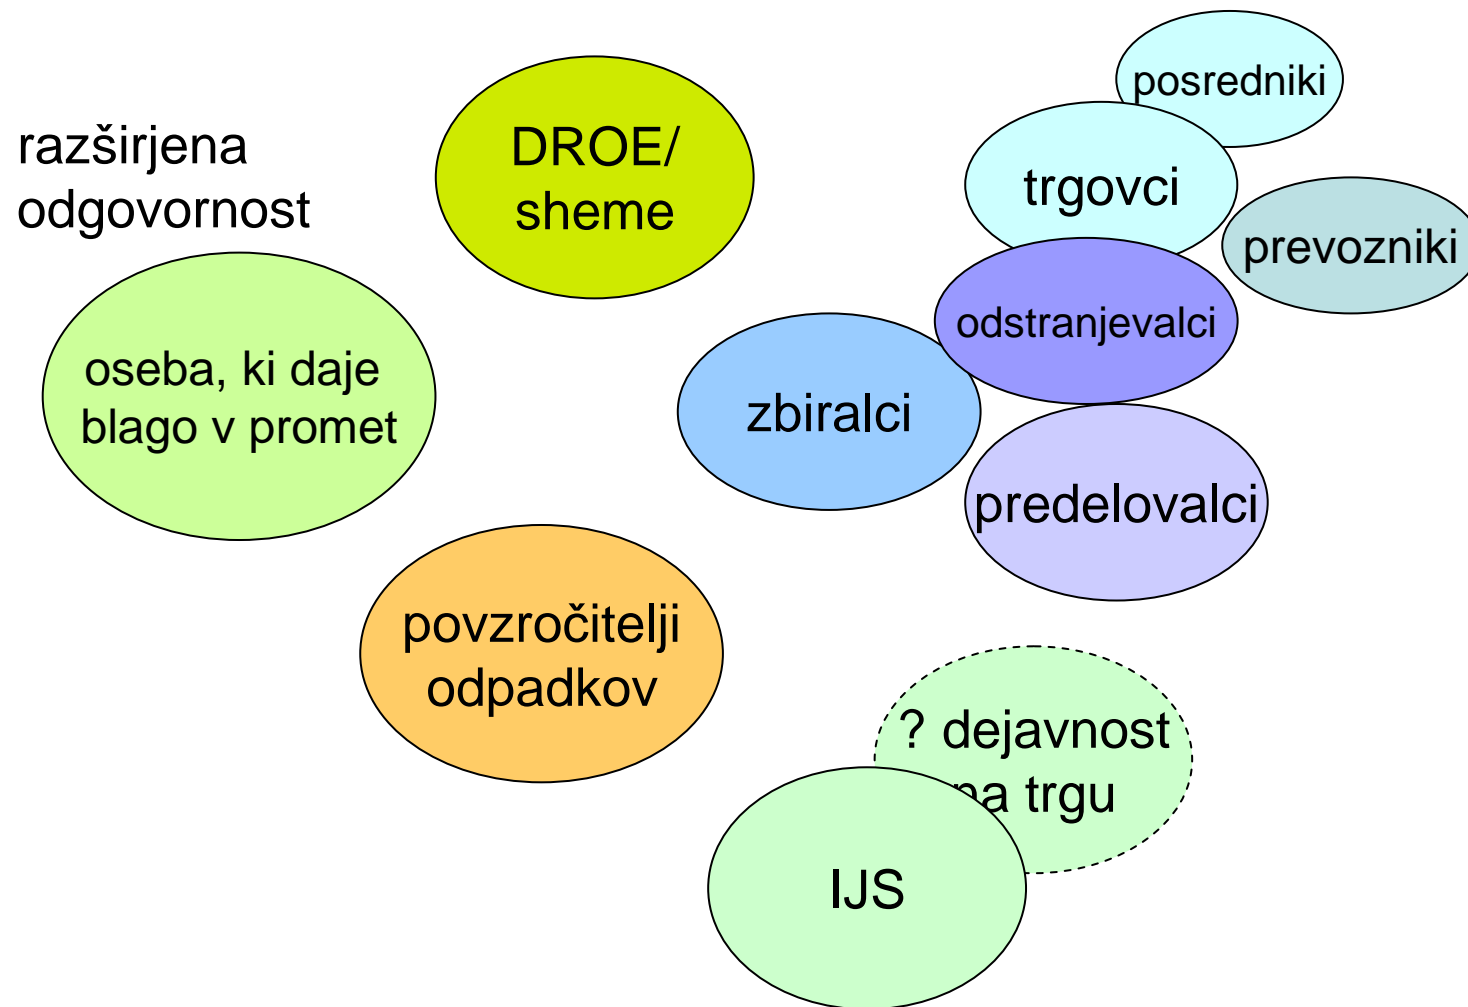 razširjena
odgovornost
DROE/
sheme
posredniki
trgovci
prevozniki
odstranjevalci
oseba, ki daje
blago v promet
zbiralci
predelovalci
povzročitelji
odpadkov
? dejavnost
na trgu
IJS